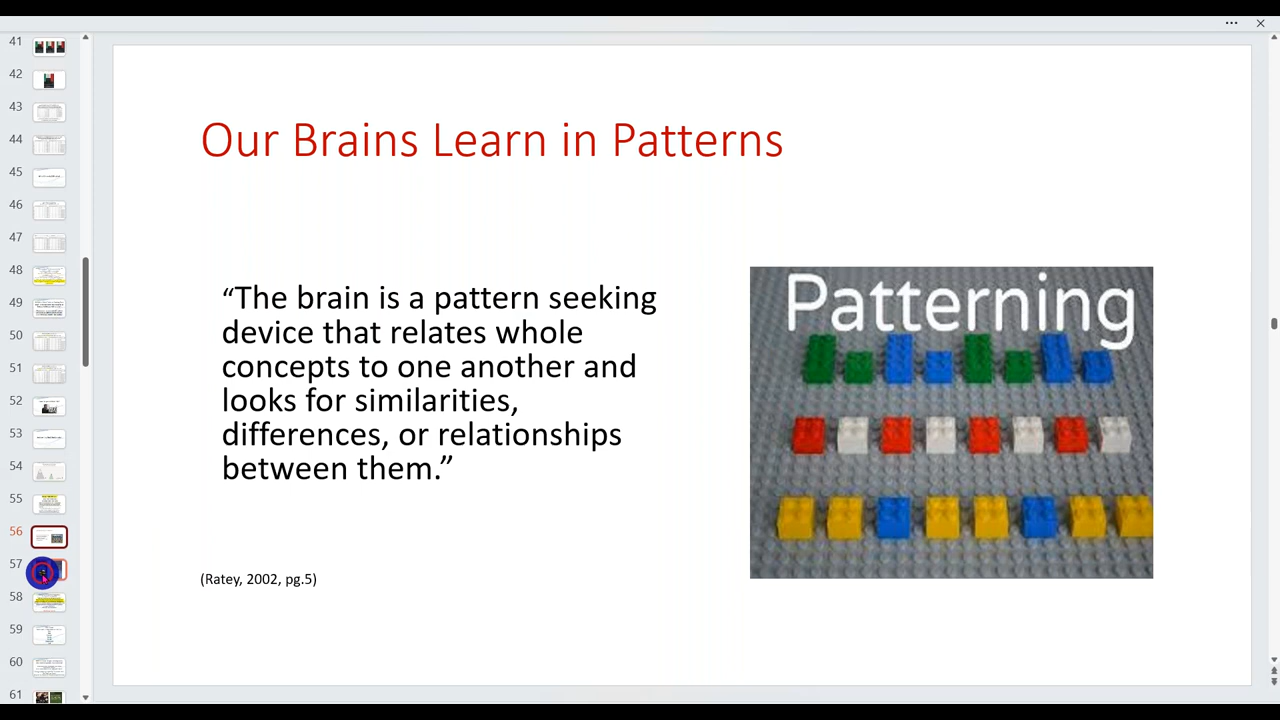 41
42
43
44
45
46
47
48
49
50
51
52
53
54
55
56
57
58
59
60
61
Our Brains Learn in Patterns
“The brain is a pattern seeking
device that relates whole
concepts to one another and
looks for similarities,
differences, or relationships
between them.”
(Ratey, 2002, pg.5)
Patterning